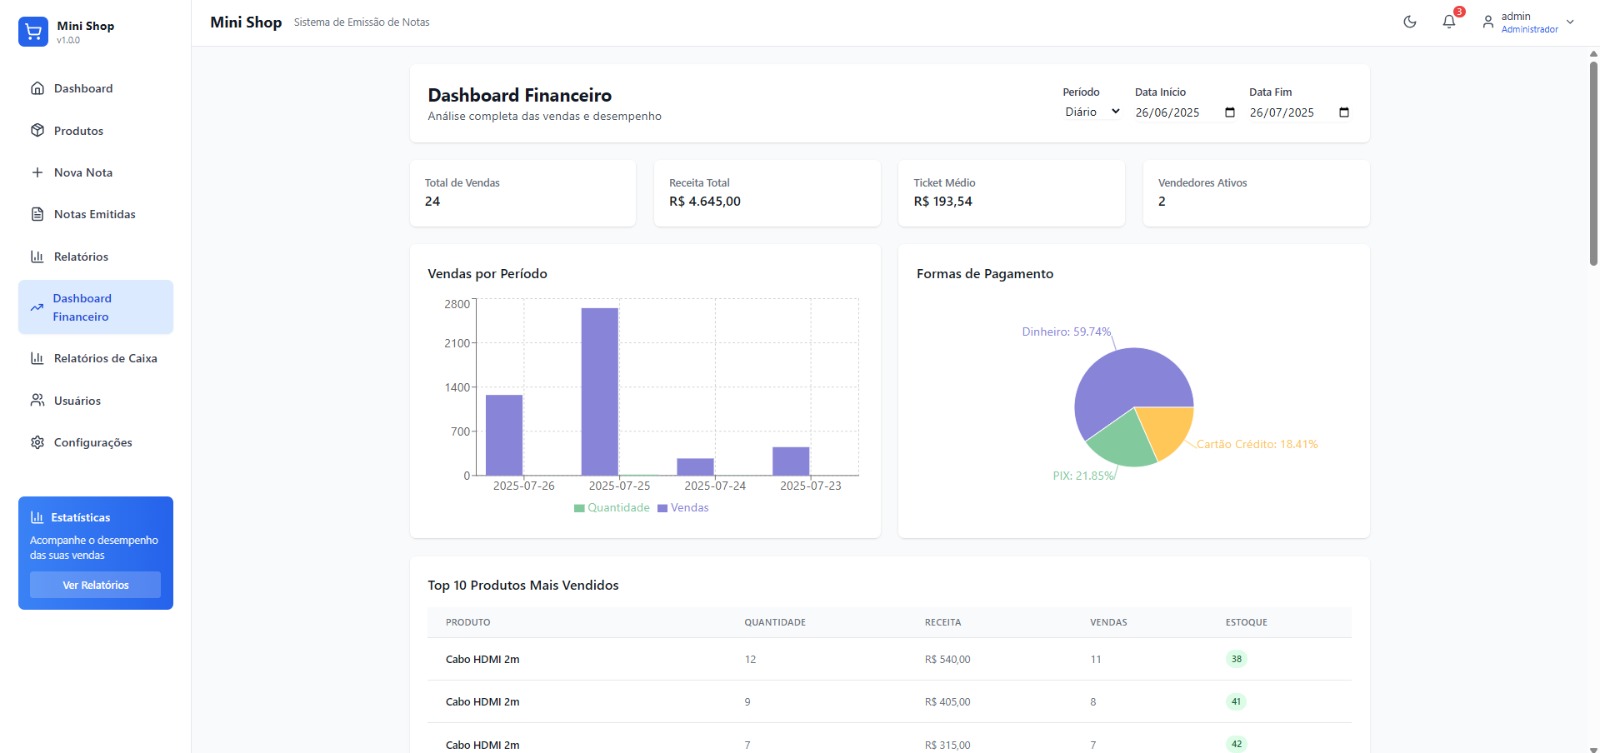 Mini Shop
v1.0.0
Dashboard
Produtos
Nova Nota
Notas Emitidas
Relatórios
Dashboard
Financeiro
Relatórios de Caixa
Usuários
Configurações
Estatísticas
Acompanhe o desempenho
das suas vendas
Ver Relatórios
Mini Shop Sistema de Emissão de Notas
3
admin
Administrador
Dashboard Financeiro
Análise completa das vendas e desempenho
Período Data Início Data Fim
Diário 26/06/2025 26/07/2025
Total de Vendas
24
Receita Total
R$ 4.645,00
Ticket Médio
R$ 193,54
Vendedores Ativos
2
Vendas por Período
2800
2100
1400
700
0
2025-07-26 2025-07-25 2025-07-24 2025-07-23
Quantidade Vendas
Formas de Pagamento
Dinheiro: 59.74%
Cartão Crédito: 18.41%
PIX: 21.85%
Top 10 Produtos Mais Vendidos
PRODUTO QUANTIDADE RECEITA VENDAS ESTOQUE
Cabo HDMI 2m 12 R$ 540,00 11 38
Cabo HDMI 2m 9 R$ 405,00 8 41
Cabo HDMI 2m 7 R$ 315,00 7 42